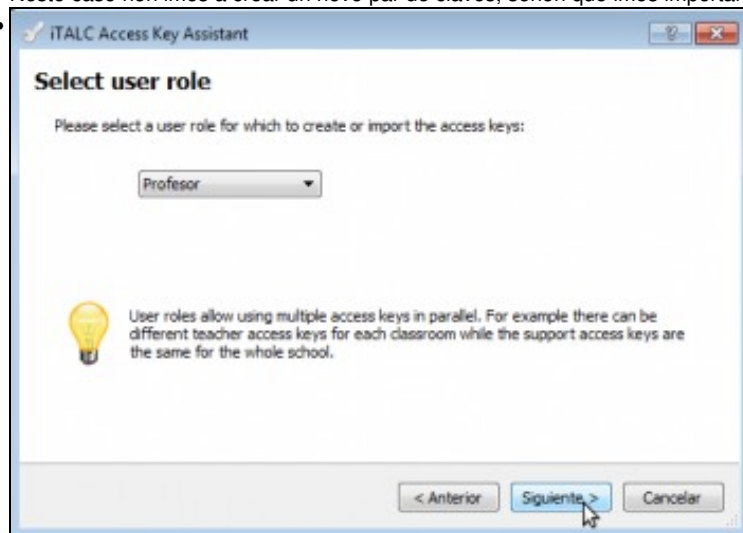 Neste caso non imos a crear un novo par de claves, senón que imos importar
iTALC Access Key Assistant
Select user role
Please select a user role for which to create or import the access keys:
Profesor
User roles allow using multiple access keys in parallel. For example there can be
different teacher access keys for each classroom while the support access keys are
the same for the whole school.
< Anterior
Siguiente >
Cancelar